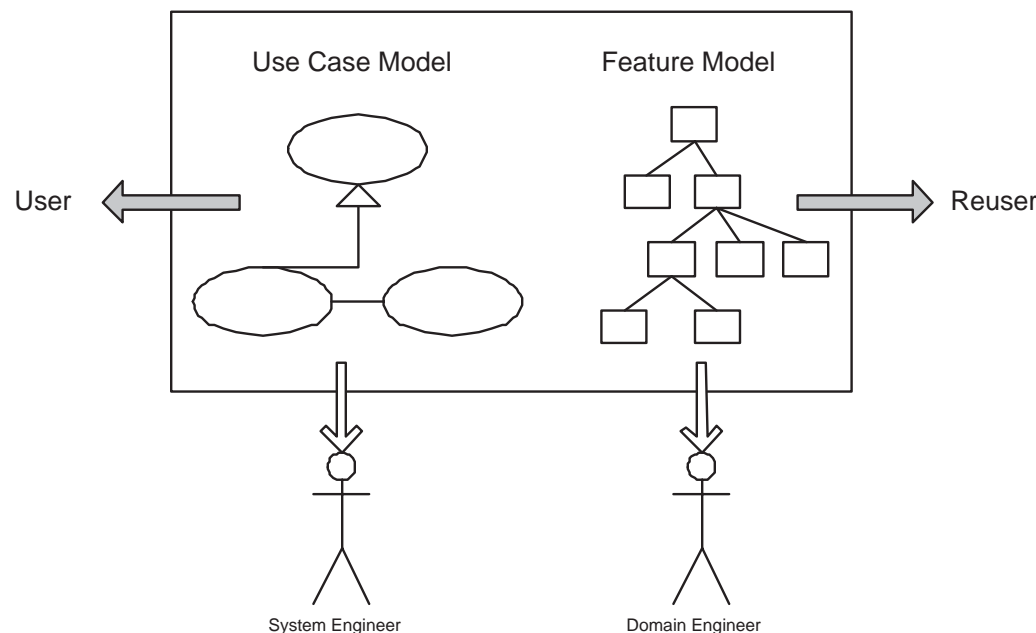 Use Case Model
Feature Model
User
Reuser
System Engineer
Domain Engineer